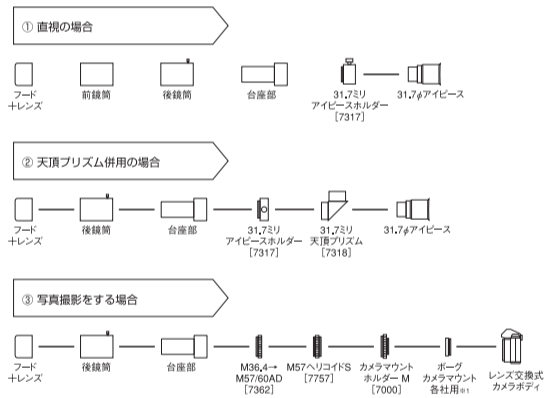 ① 直視の場合
フード
+レンズ
前鏡筒
後鏡筒
台座部
31.7ミリ
アイピースホルダー
[7317]
31.7φアイピース
② 天頂プリズム併用の場合
フード
+レンズ
後鏡筒
台座部
31.7ミリ
アイピースホルダー
[7317]
31.7ミリ
天頂プリズム
[7318]
31.7φアイピース
③ 写真撮影をする場合
フード
+レンズ
後鏡筒
台座部
M36.4→
M57/60AD
[7362]
M57ヘリコイドS
[7757]
カメラマウント
ホルダー M
[7000]
ボーグ
カメラマウント
各社用※1
レンズ交換式
カメラボディ